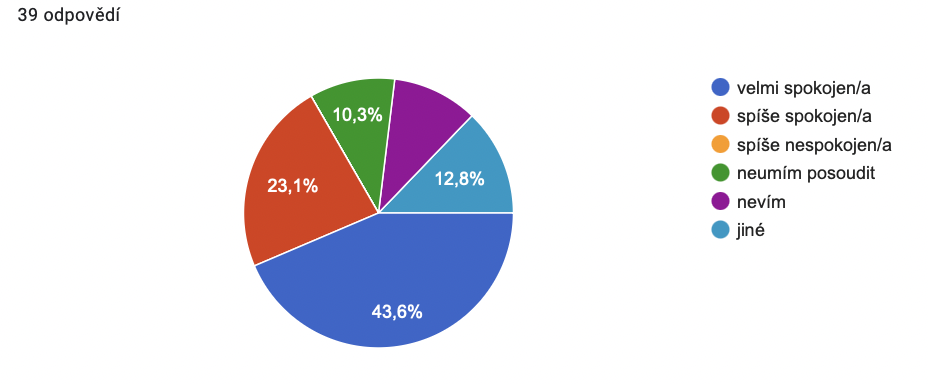 39 odpovědí
velmi spokojen/a
spíše spokojen/a
spíše nespokojen/a
neumím posoudit
nevím
jiné
10,3%
23,1%
12,8%
43,6%